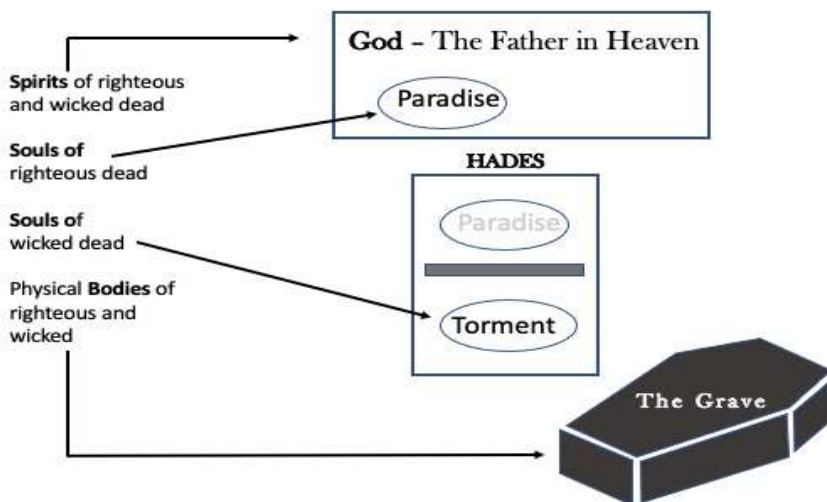 God – The Father in Heaven
Spirits of righteous
and wicked dead
Paradise
Souls of
righteous dead
HADES
Souls of
wicked dead
Paradise
Physical Bodies of
righteous and
wicked
Torment
The Grave